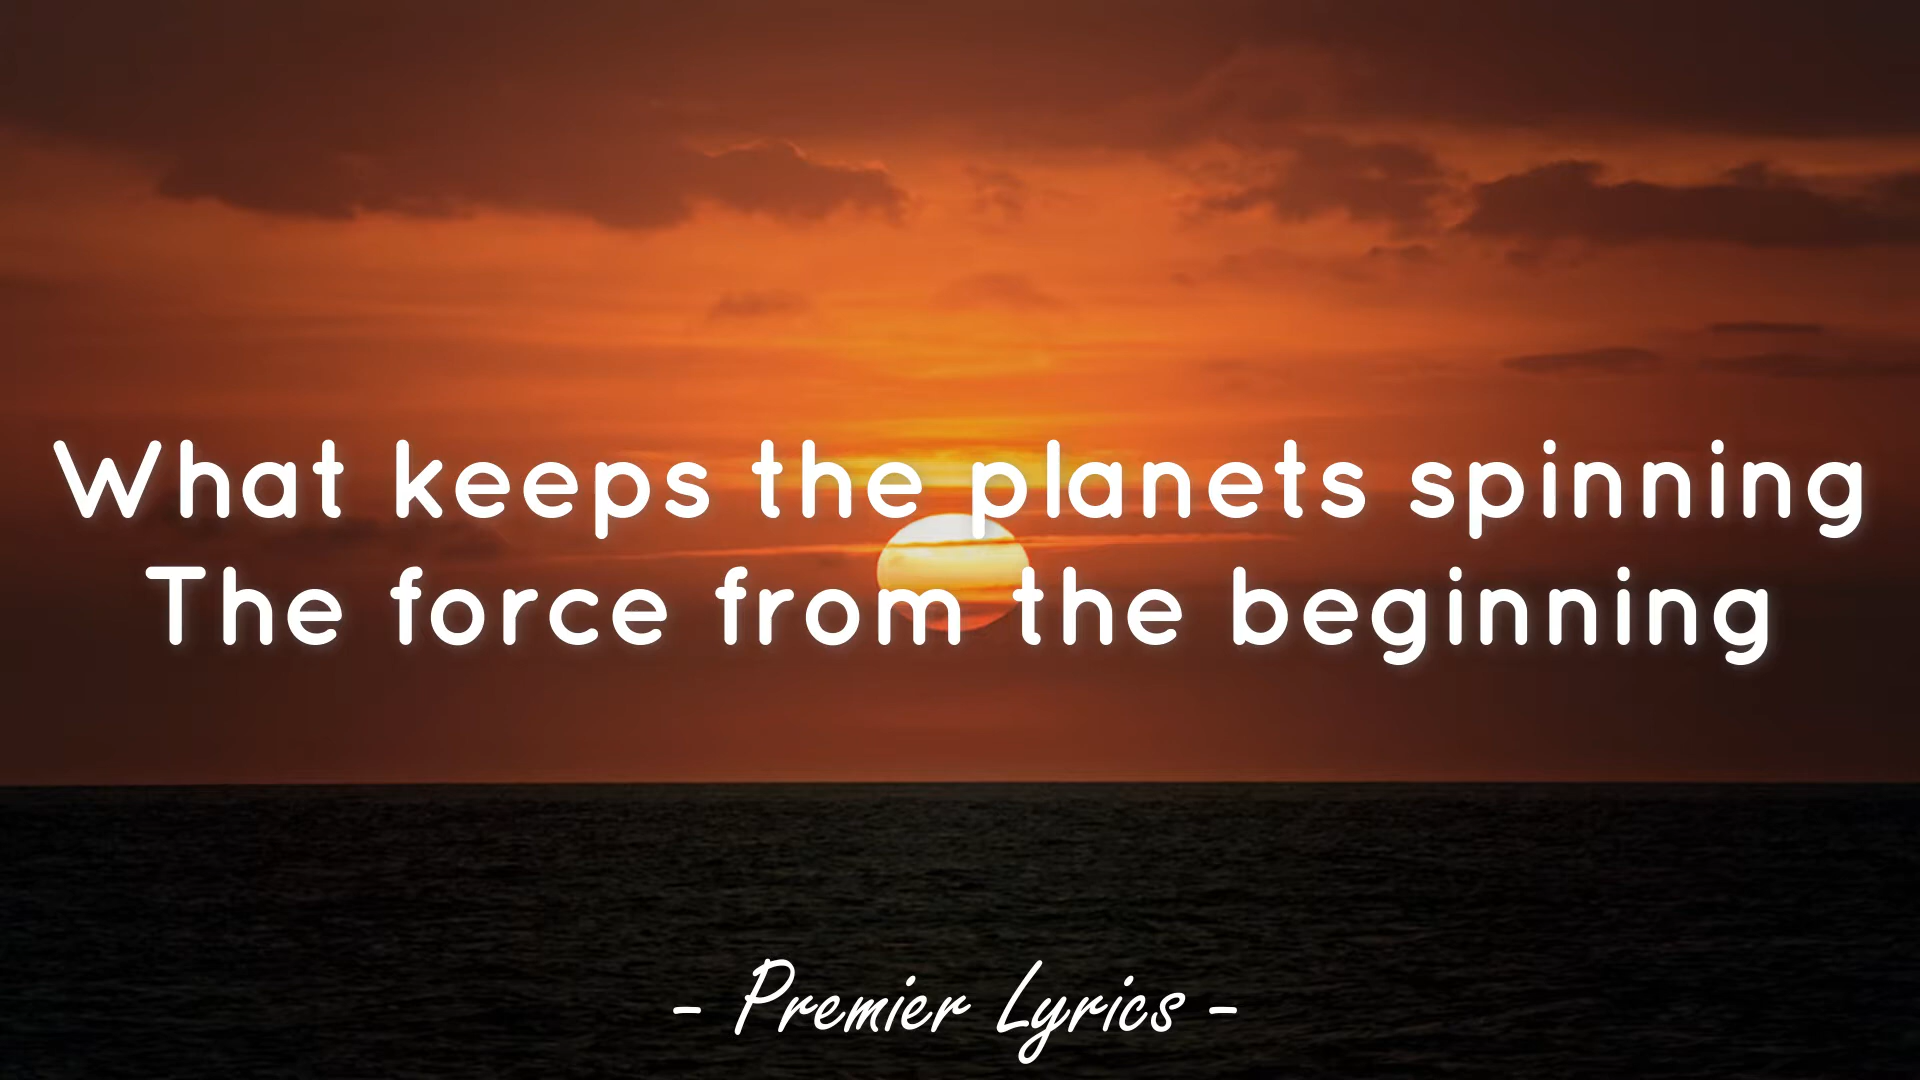 What keeps the planets spinning
The force from the beginning
- Premier Lyrics -